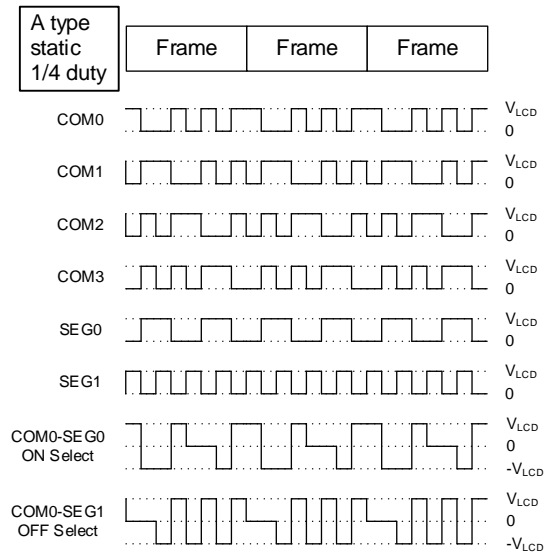 A type
static
1/4 duty
Frame Frame Frame
COM0 VLCD
0
COM1 VLCD
0
COM2 VLCD
0
COM3 VLCD
0
SEG0 VLCD
0
SEG1 VLCD
0
COM0-SEG0
ON Select
VLCD
0
-VLCD
COM0-SEG1
OFF Select
VLCD
0
-VLCD